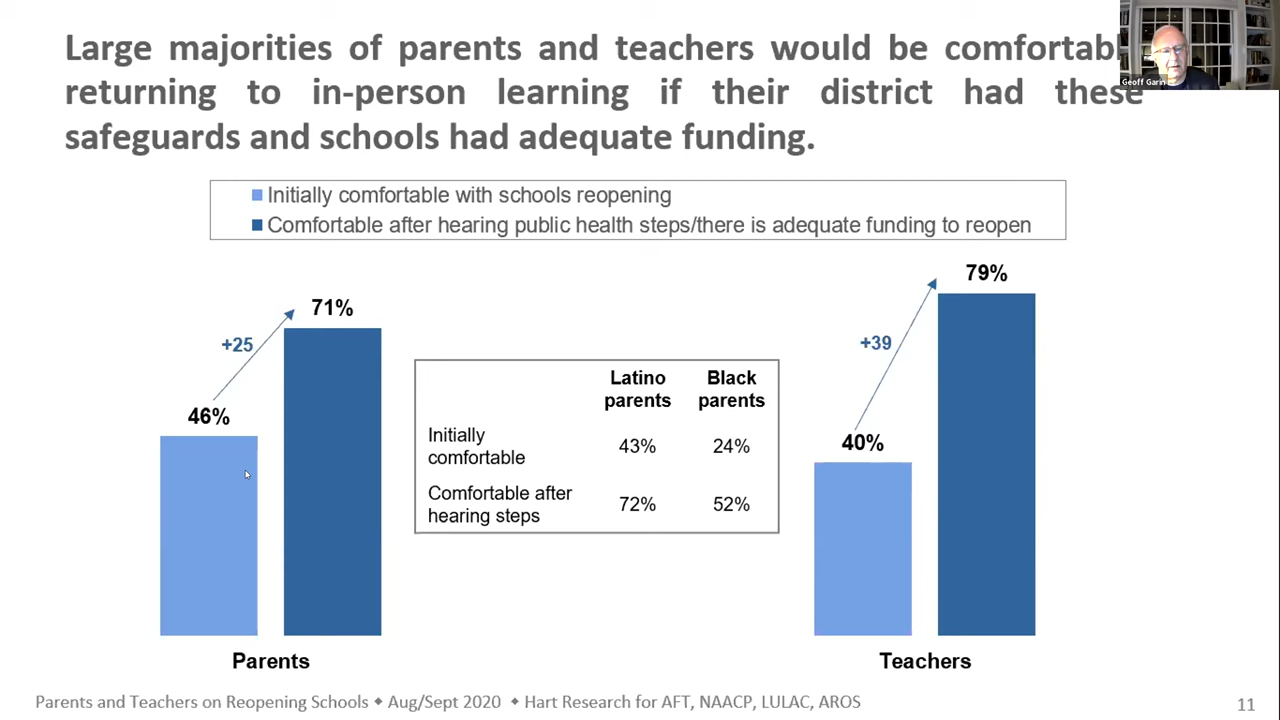 Large majorities of parents and teachers would be comfortabl
returning to in-person learning if their district had these
safeguards and schools had adequate funding.
Geoff Garin
Initially comfortable with schools reopening
Comfortable after hearing public health steps/there is adequate funding to reopen
79%
71%
+25
+39
46%
40%
Latino parents
Black parents
Initially comfortable
43%
24%
Comfortable after hearing steps
72%
52%
Parents
Teachers
Parents and Teachers on Reopening Schools ◆ Aug/Sept 2020 ◆ Hart Research for AFT, NAACP, LULAC, AROS
11